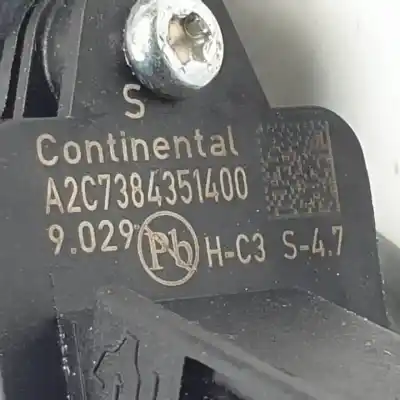 S
Continental
A2C7384351400
9.029 Pb H-C3 S-4.7